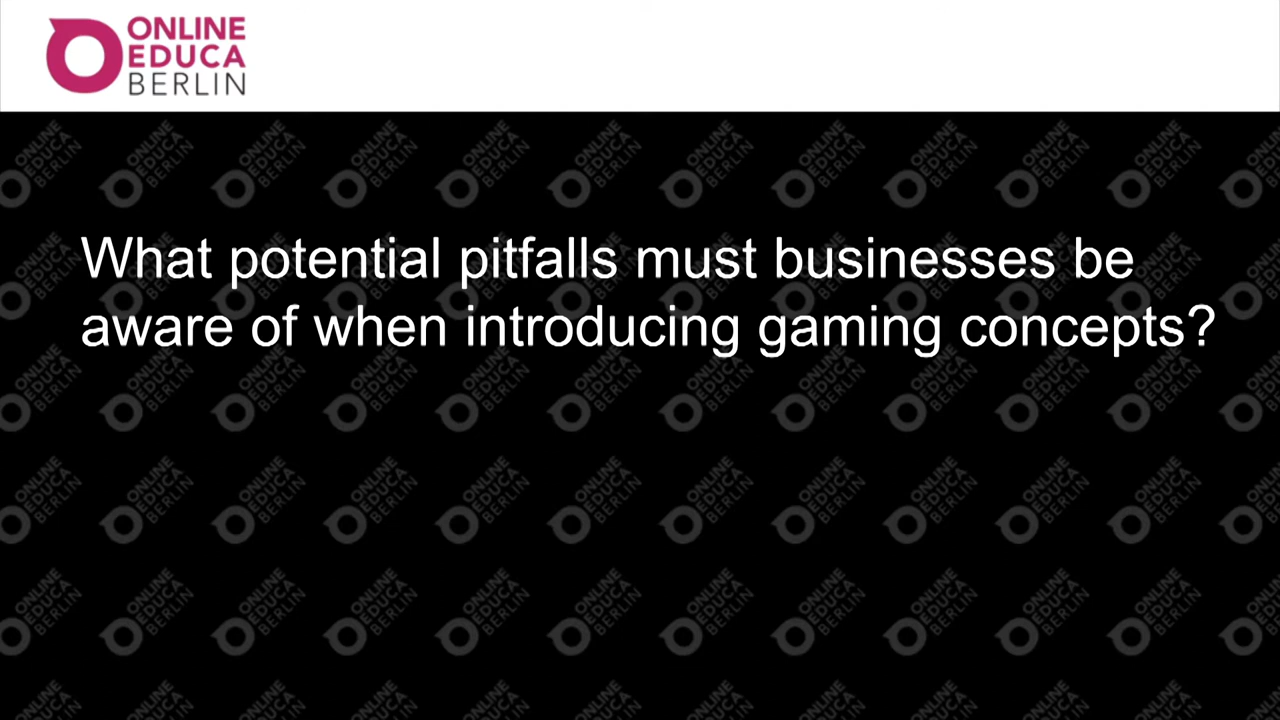 ONLINE
EDUCA
BERLIN
What potential pitfalls must businesses be
aware of when introducing gaming concepts?